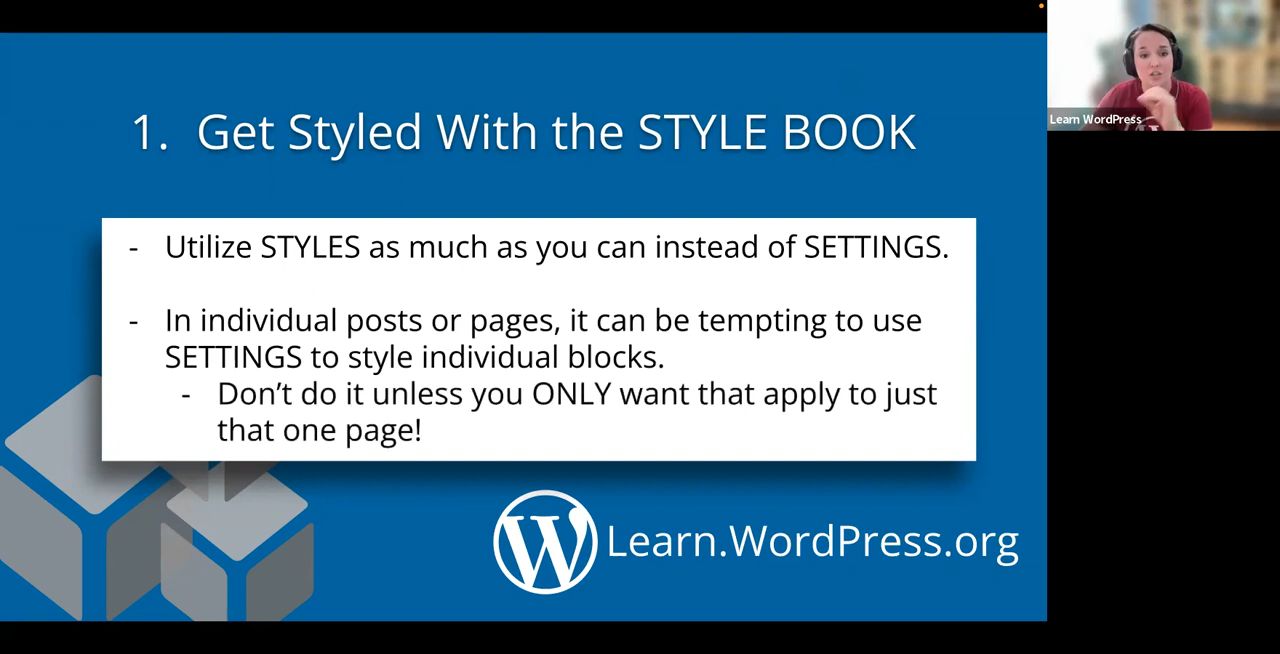 1. Get Styled With the STYLE BOOK
- Utilize STYLES as much as you can instead of SETTINGS.
- In individual posts or pages, it can be tempting to use
SETTINGS to style individual blocks.
- Don't do it unless you ONLY want that apply to just
that one page!
Learn.WordPress.org
Learn WordPress